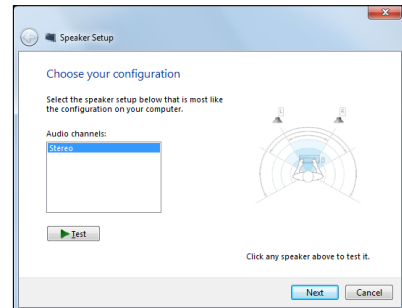 Speaker Setup
Choose your configuration
Select the speaker setup below that is most like
the configuration on your computer.
Audio channels:
Stereo
L
R
Test
Click any speaker above to test it.
Next
Cancel